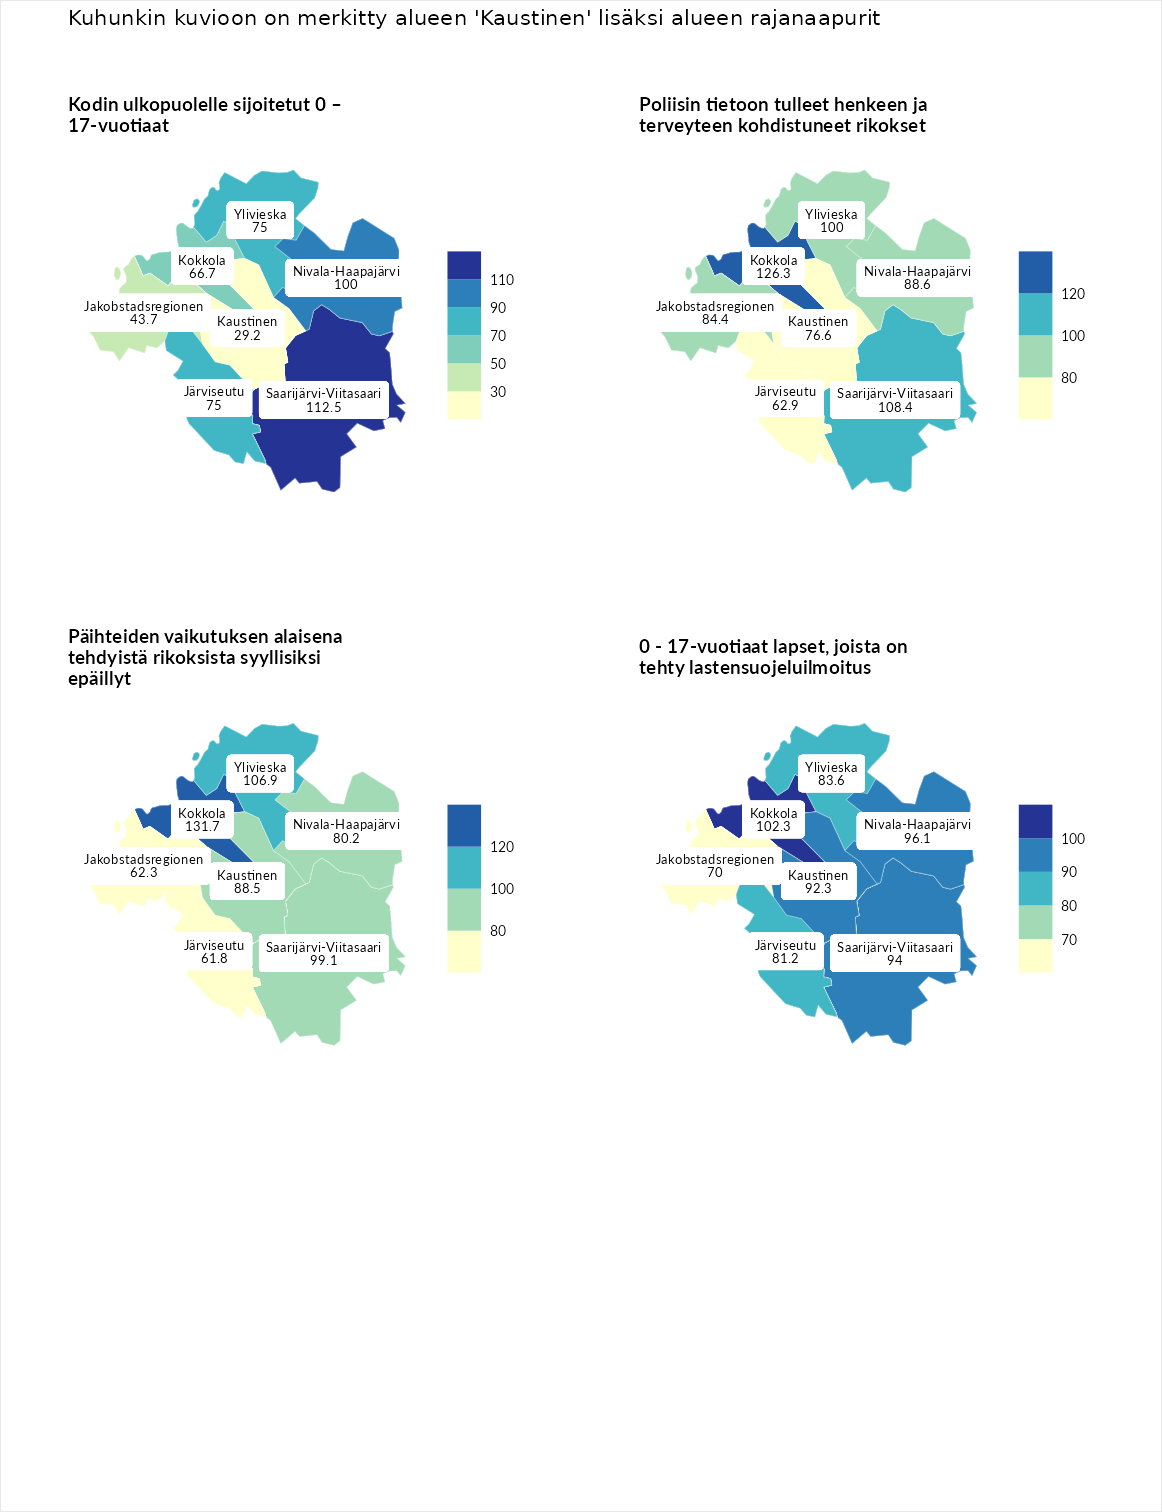 Kuhunkin kuvioon on merkitty alueen 'Kaustinen' lisäksi alueen rajanaapurit
Kodin ulkopuolelle sijoitetut 0 –
17-vuotiaat
Ylivieska
75
Kokkola
66.7
Nivala-Haapajärvi
100
Jakobstadsregionen
43.7
Kaustinen
29.2
Järviseutu
75
Saarijärvi-Viitasaari
112.5
110
90
70
50
30
Poliisin tietoon tulleet henkeen ja
terveyteen kohdistuneet rikokset
Ylivieska
100
Kokkola
126.3
Nivala-Haapajärvi
88.6
Jakobstadsregionen
84.4
Kaustinen
76.6
Järviseutu
62.9
Saarijärvi-Viitasaari
108.4
120
100
80
Päihteiden vaikutuksen alaisena
tehdyistä rikoksista syyllisiksi
epäillyt
Ylivieska
106.9
Kokkola
131.7
Nivala-Haapajärvi
80.2
Jakobstadsregionen
62.3
Kaustinen
88.5
Järviseutu
61.8
Saarijärvi-Viitasaari
99.1
120
100
80
0 - 17-vuotiaat lapset, joista on
tehty lastensuojeluilmoitus
Ylivieska
83.6
Kokkola
102.3
Nivala-Haapajärvi
96.1
Jakobstadsregionen
70
Kaustinen
92.3
Järviseutu
81.2
Saarijärvi-Viitasaari
94
100
90
80
70